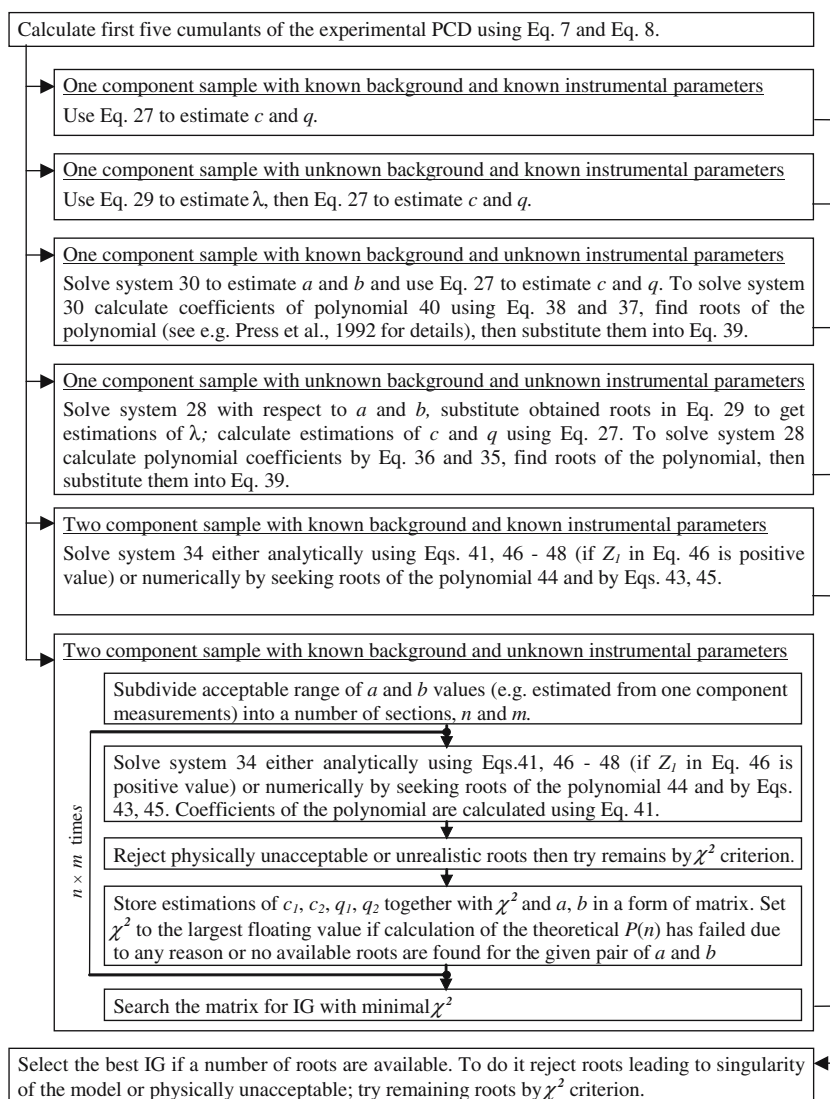 Calculate first five cumulants of the experimental PCD using Eq. 7 and Eq. 8.
One component sample with known background and known instrumental parameters
Use Eq. 27 to estimate c and q.
One component sample with unknown background and known instrumental parameters
Use Eq. 29 to estimate λ, then Eq. 27 to estimate c and q.
One component sample with known background and unknown instrumental parameters
Solve system 30 to estimate a and b and use Eq. 27 to estimate c and q. To solve system
30 calculate coefficients of polynomial 40 using Eq. 38 and 37, find roots of the
polynomial (see e.g. Press et al., 1992 for details), then substitute them into Eq. 39.
One component sample with unknown background and unknown instrumental parameters
Solve system 28 with respect to a and b, substitute obtained roots in Eq. 29 to get
estimations of λ; calculate estimations of c and q using Eq. 27. To solve system 28
calculate polynomial coefficients by Eq. 36 and 35, find roots of the polynomial, then
substitute them into Eq. 39.
Two component sample with known background and known instrumental parameters
Solve system 34 either analytically using Eqs. 41, 46 - 48 (if Z₁ in Eq. 46 is positive
value) or numerically by seeking roots of the polynomial 44 and by Eqs. 43, 45.
Two component sample with known background and unknown instrumental parameters
Subdivide acceptable range of a and b values (e.g. estimated from one component
measurements) into a number of sections, n and m.
n × m times
Solve system 34 either analytically using Eqs.41, 46 - 48 (if Z₁ in Eq. 46 is
positive value) or numerically by seeking roots of the polynomial 44 and by Eqs.
43, 45. Coefficients of the polynomial are calculated using Eq. 41.
Reject physically unacceptable or unrealistic roots then try remains by χ² criterion.
Store estimations of c₁, c₂, q₁, q₂ together with χ² and a, b in a form of matrix. Set
χ² to the largest floating value if calculation of the theoretical P(n) has failed due
to any reason or no available roots are found for the given pair of a and b
Search the matrix for IG with minimal χ²
Select the best IG if a number of roots are available. To do it reject roots leading to singularity
of the model or physically unacceptable; try remaining roots by χ² criterion.